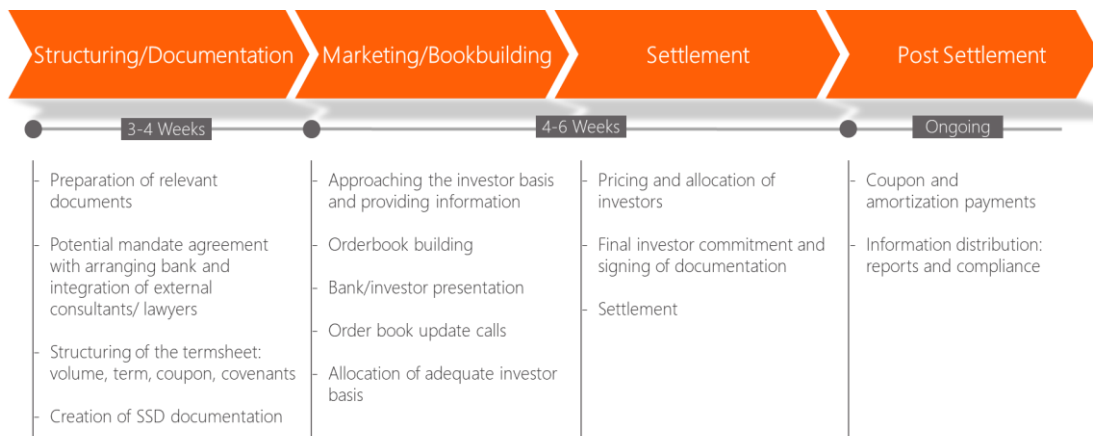 Structuring/Documentation
Marketing/Bookbuilding
Settlement
Post Settlement
3-4 Weeks
4-6 Weeks
Ongoing
- Preparation of relevant
documents
- Potential mandate agreement
with arranging bank and
integration of external
consultants/ lawyers
- Structuring of the termsheet:
volume, term, coupon, covenants
- Creation of SSD documentation
- Approaching the investor basis
and providing information
- Orderbook building
- Bank/investor presentation
- Order book update calls
- Allocation of adequate investor
basis
- Pricing and allocation of
investors
- Final investor commitment and
signing of documentation
- Settlement
- Coupon and
amortization payments
- Information distribution:
reports and compliance